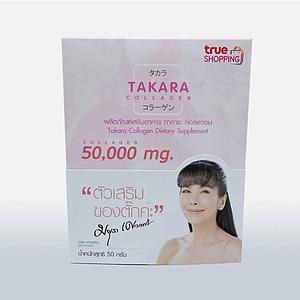 true
SHOPPING
タカラ
TAKARA
COLLAGEN
コラーゲン
ผลิตภัณฑ์เสริมอาหาร ทาคาระ คอลลาเจน
Takara Collagen Dietary Supplement
COLLAGEN
50,000 mg.
“ตัวเสริม
ของตั๊กค่ะ”
น้ำหนักสุทธิ 50 กรัม